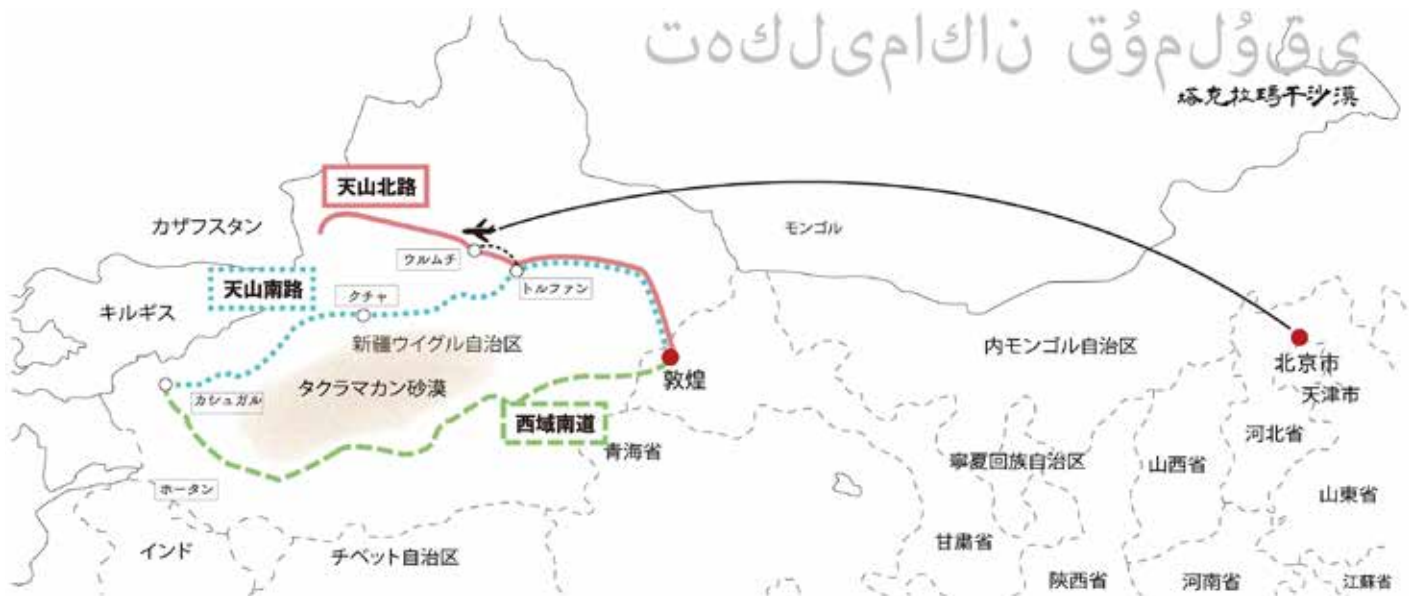 ىقۇلمۇق ناكامىلكەت
塔克拉瑪干沙漠
天山北路
カザフスタン
モンゴル
ウルムチ
天山南路
トルファン
クチャ
キルギス
新疆ウイグル自治区
内モンゴル自治区
北京市
敦煌
タクラマカン砂漠
カシュガル
天津市
西域南道
河北省
青海省
寧夏回族自治区
山西省
ホータン
山東省
インド
チベット自治区
甘粛省
陝西省
河南省
江蘇省